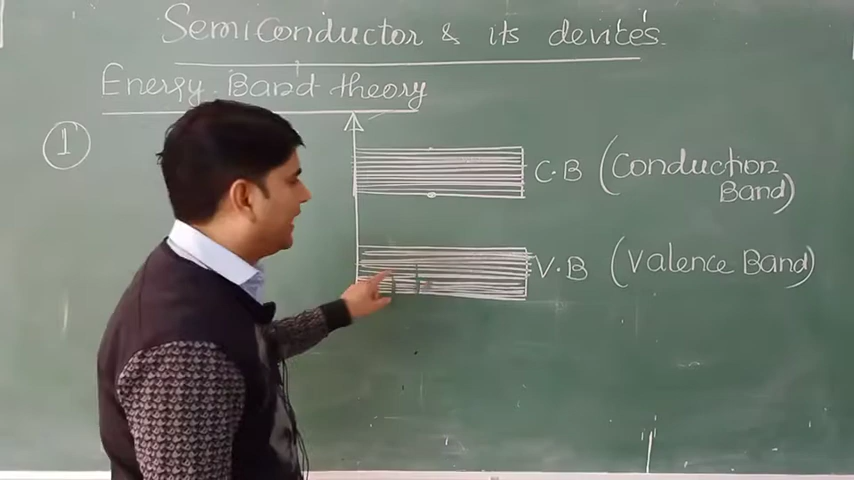 Semiconductor & its devices.
Energy Band theory
1
C.B (Conduction
Band)
V.B (Valence Band)